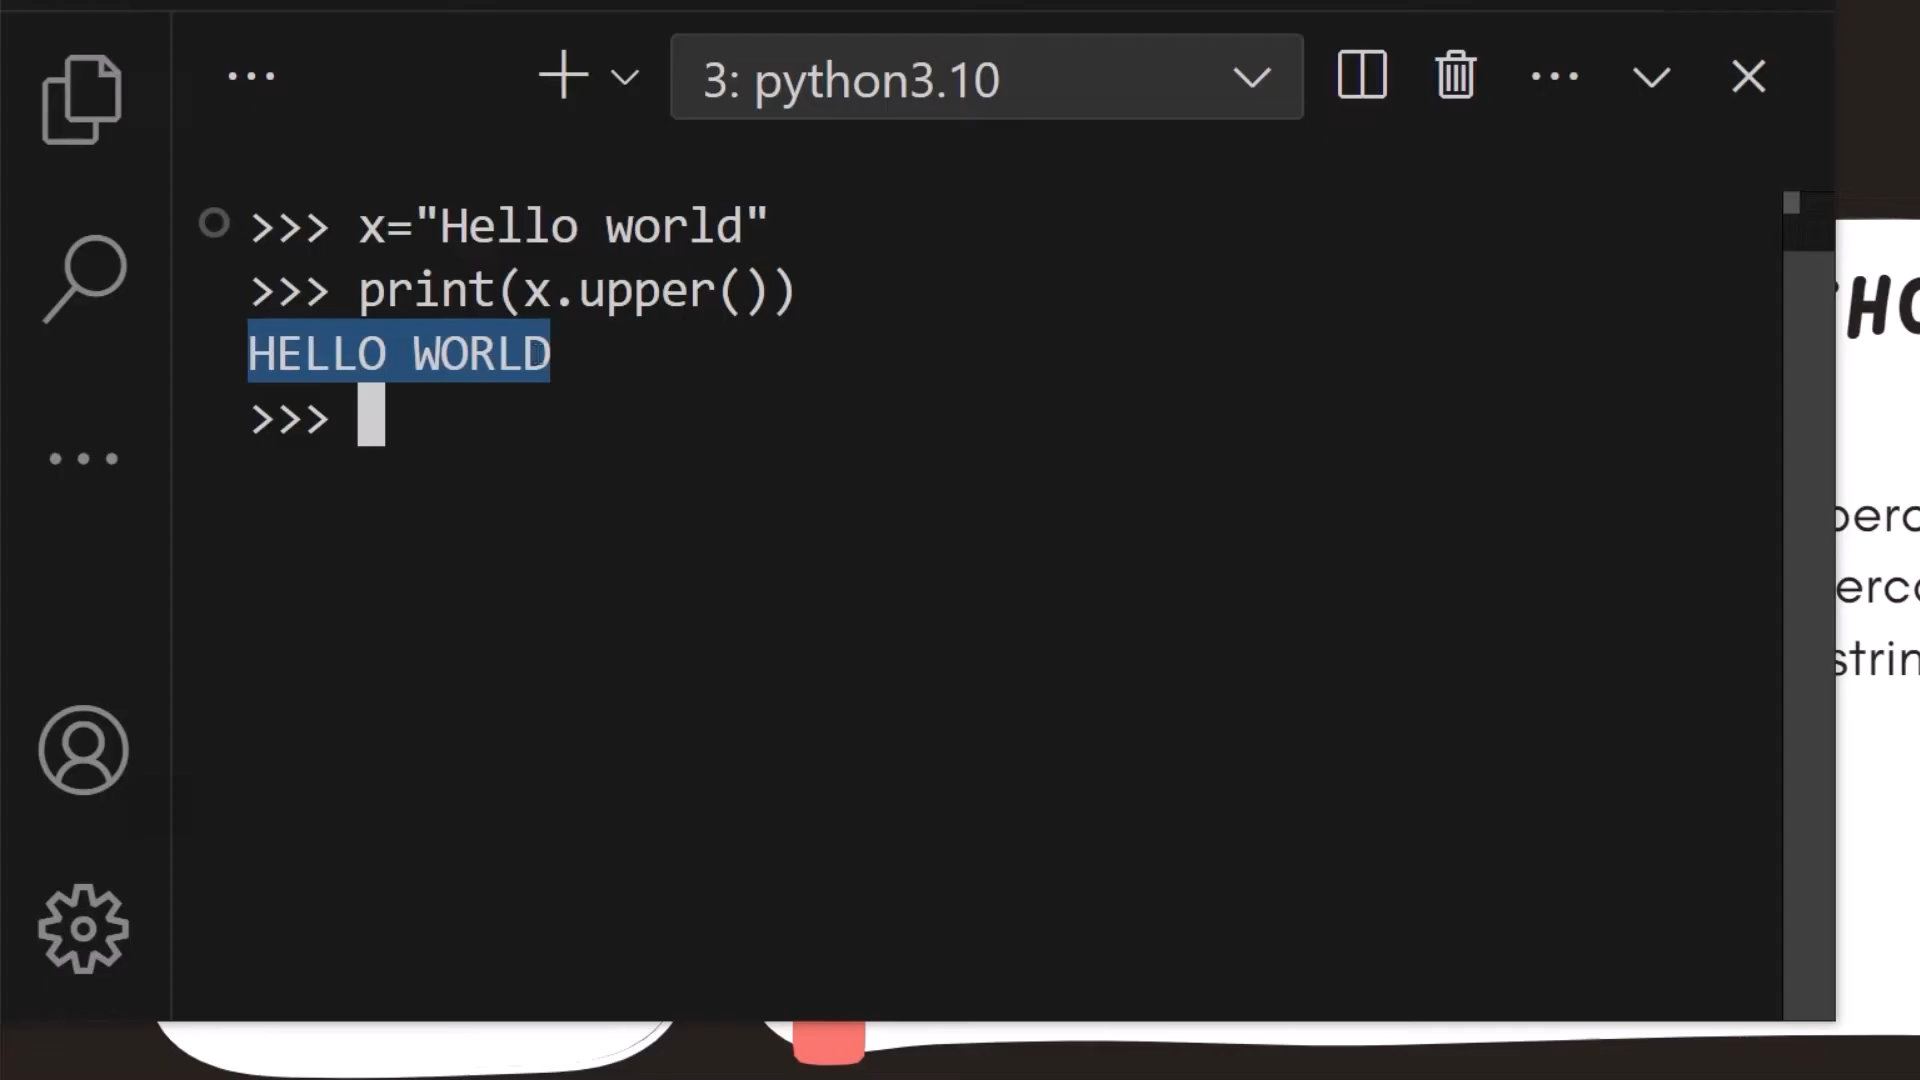 3: python3.10
>>> x="Hello world"
>>> print(x.upper())
HELLO WORLD
>>>